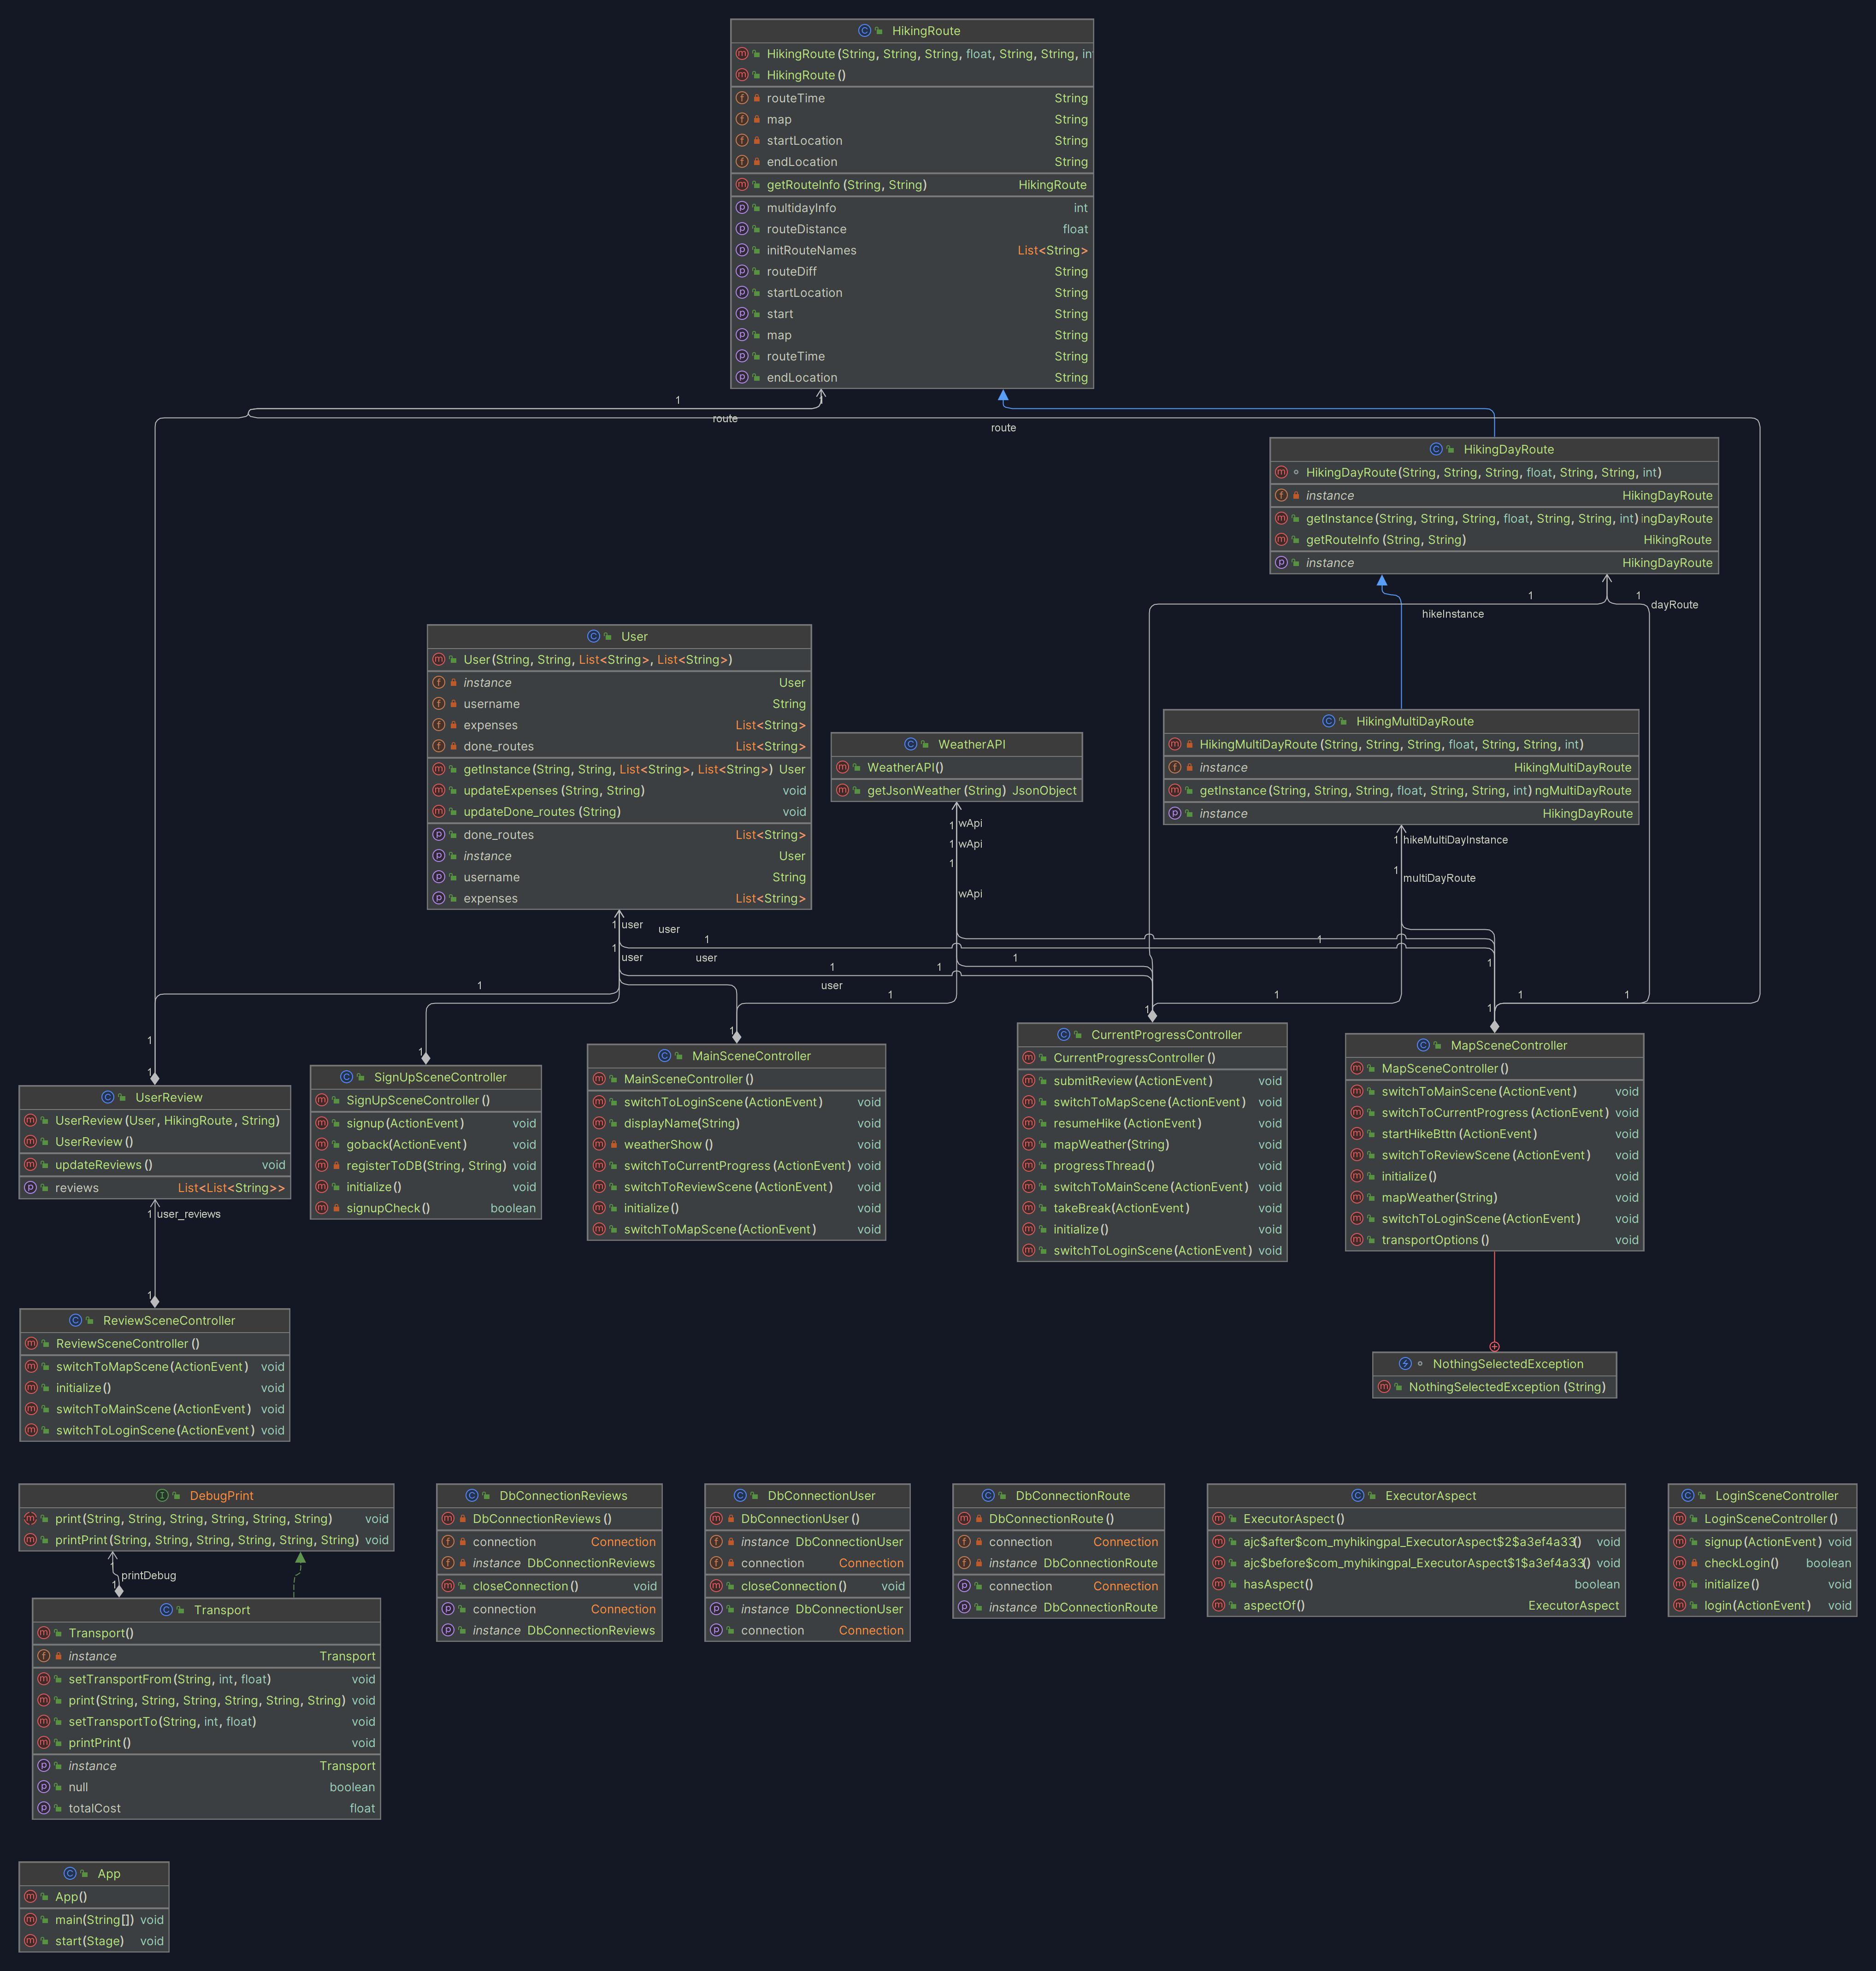 HikingRoute
HikingRoute(String, String, String, float, String, String, in
HikingRoute()
routeTime String
map String
startLocation String
endLocation String
getRouteInfo(String, String) HikingRoute
multidayInfo int
routeDistance float
initRouteNames List<String>
routeDiff String
startLocation String
start String
map String
routeTime String
endLocation String
1
1
route
route
HikingDayRoute
HikingDayRoute(String, String, String, float, String, String, int)
instance HikingDayRoute
getInstance(String, String, String, float, String, String, int) ingDayRoute
getRouteInfo(String, String) HikingRoute
instance HikingDayRoute
1
1
hikeInstance
dayRoute
User
User(String, String, List<String>, List<String>)
instance User
username String
expenses List<String>
done_routes List<String>
getInstance(String, String, List<String>, List<String>) User
updateExpenses(String, String) void
updateDone_routes(String) void
done_routes List<String>
instance User
username String
expenses List<String>
WeatherAPI
WeatherAPI()
getJsonWeather(String) JsonObject
HikingMultiDayRoute
HikingMultiDayRoute(String, String, String, float, String, String, int)
instance HikingMultiDayRoute
getInstance(String, String, String, float, String, String, int) ngMultiDayRoute
instance HikingDayRoute
1 wApi
1 wApi
1
wApi
1 hikeMultiDayInstance
1
multiDayRoute
1 user
user
1
1
user
user
1
1
1
1
user
1
1
1
1
1
1
1
1
1
1
1
1
1
1
UserReview
UserReview(User, HikingRoute, String)
UserReview()
updateReviews() void
reviews List<List<String>>
SignUpSceneController
SignUpSceneController()
signup(ActionEvent) void
goback(ActionEvent) void
registerToDB(String, String) void
initialize() void
signupCheck() boolean
MainSceneController
MainSceneController()
switchToLoginScene(ActionEvent) void
displayName(String) void
weatherShow() void
switchToCurrentProgress(ActionEvent) void
switchToReviewScene(ActionEvent) void
initialize() void
switchToMapScene(ActionEvent) void
CurrentProgressController
CurrentProgressController()
submitReview(ActionEvent) void
switchToMapScene(ActionEvent) void
resumeHike(ActionEvent) void
mapWeather(String) void
progressThread() void
switchToMainScene(ActionEvent) void
takeBreak(ActionEvent) void
initialize() void
switchToLoginScene(ActionEvent) void
MapSceneController
MapSceneController()
switchToMainScene(ActionEvent) void
switchToCurrentProgress(ActionEvent) void
startHikeBttn(ActionEvent) void
switchToReviewScene(ActionEvent) void
initialize() void
mapWeather(String) void
switchToLoginScene(ActionEvent) void
transportOptions() void
1 user_reviews
1
ReviewSceneController
ReviewSceneController()
switchToMapScene(ActionEvent) void
initialize() void
switchToMainScene(ActionEvent) void
switchToLoginScene(ActionEvent) void
NothingSelectedException
NothingSelectedException(String)
DebugPrint
print(String, String, String, String, String, String) void
printPrint(String, String, String, String, String, String) void
1
printDebug
1
Transport
Transport()
instance Transport
setTransportFrom(String, int, float) void
print(String, String, String, String, String, String) void
setTransportTo(String, int, float) void
printPrint() void
instance Transport
null boolean
totalCost float
DbConnectionReviews
DbConnectionReviews()
connection Connection
instance DbConnectionReviews
closeConnection() void
connection Connection
instance DbConnectionReviews
DbConnectionUser
DbConnectionUser()
instance DbConnectionUser
connection Connection
closeConnection() void
instance DbConnectionUser
connection Connection
DbConnectionRoute
DbConnectionRoute()
connection Connection
instance DbConnectionRoute
connection Connection
instance DbConnectionRoute
ExecutorAspect
ExecutorAspect()
ajc$after$com_myhikingpal_ExecutorAspect$2$a3ef4a33() void
ajc$before$com_myhikingpal_ExecutorAspect$1$a3ef4a33() void
hasAspect() boolean
aspectOf() ExecutorAspect
LoginSceneController
LoginSceneController()
signup(ActionEvent) void
checkLogin() boolean
initialize() void
login(ActionEvent) void
App
App()
main(String[]) void
start(Stage) void